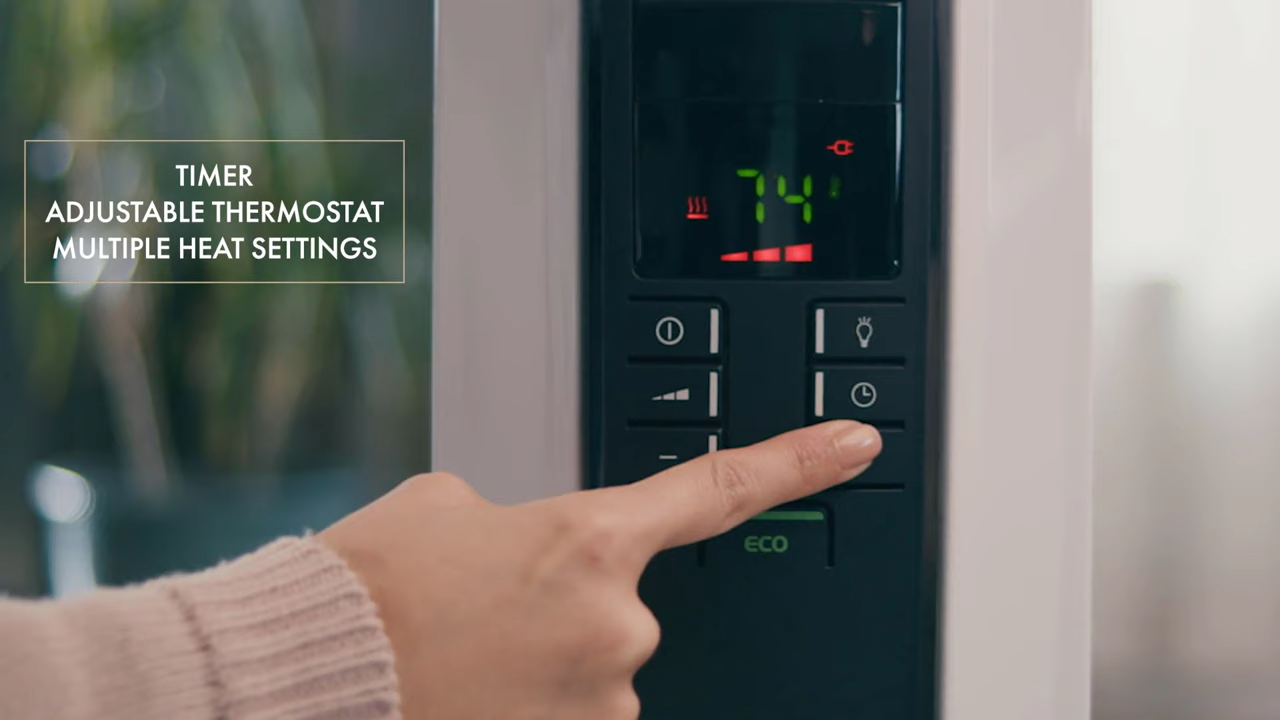 TIMER
ADJUSTABLE THERMOSTAT
MULTIPLE HEAT SETTINGS
74
ECO